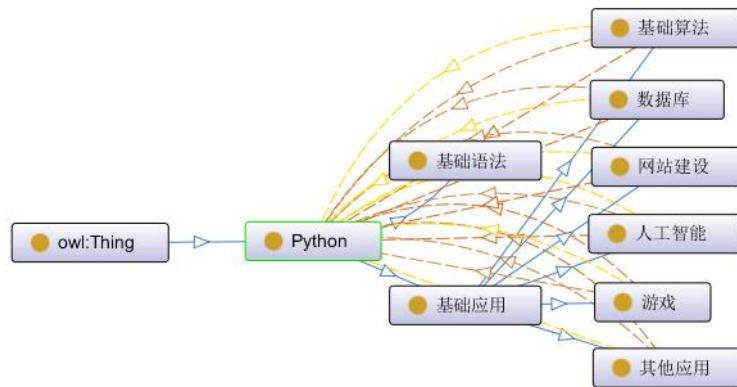 基础算法
数据库
基础语法
网站建设
人工智能
owl:Thing
Python
基础应用
游戏
其他应用